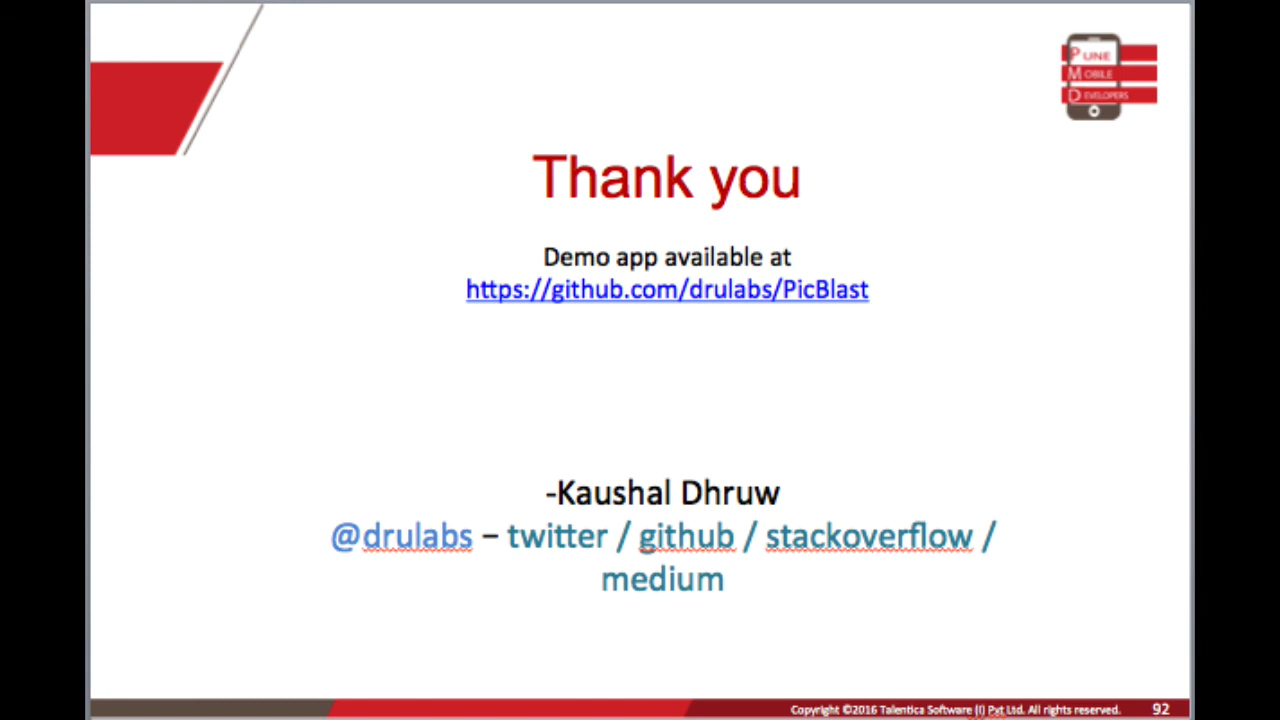 PUNE
MOBILE
DEVELOPERS
Thank you
Demo app available at
https://github.com/drulabs/PicBlast
-Kaushal Dhruw
@drulabs – twitter / github / stackoverflow /
medium
Copyright ©2016 Talentica Software (I) Pvt Ltd. All rights reserved. 92